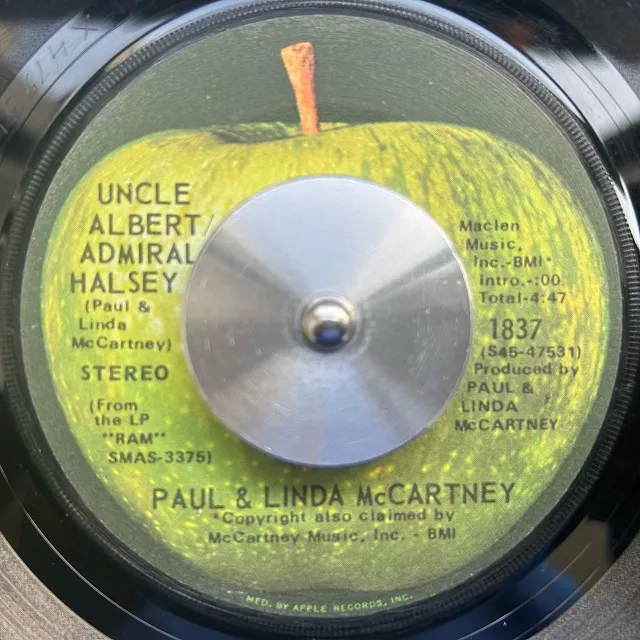 UNCLE
ALBERT/
ADMIRAL
HALSEY
(Paul &
Linda
McCartney)
STEREO
(From
the LP
"RAM"
SMAS-3375)
Maclen
Music,
Inc.-BMI*
Intro.-:00
Total-4:47
1837
(S45-47531)
Produced by
PAUL &
LINDA
McCARTNEY
PAUL & LINDA McCARTNEY
*Copyright also claimed by
McCartney Music, Inc. - BMI
MFD. BY APPLE RECORDS, INC.